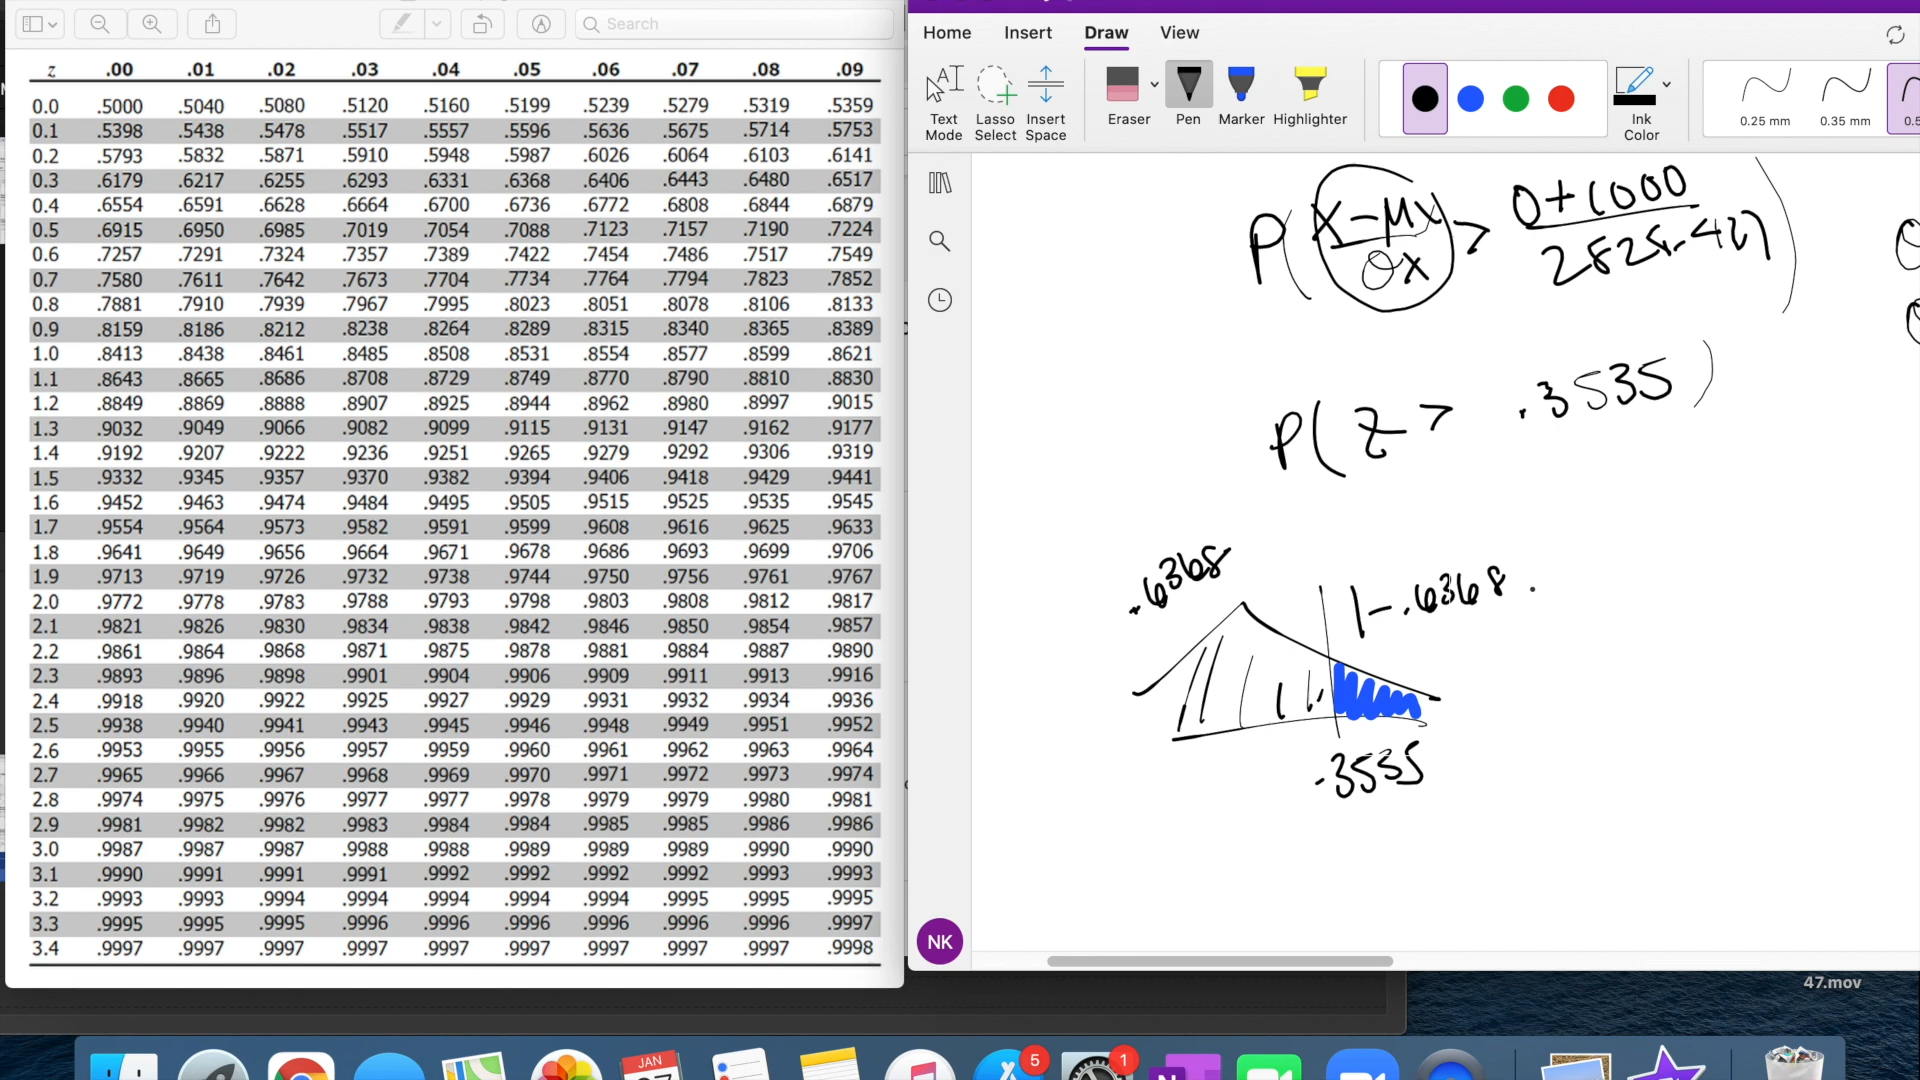 Search
z .00 .01 .02 .03 .04 .05 .06 .07 .08 .09
0.0 .5000 .5040 .5080 .5120 .5160 .5199 .5239 .5279 .5319 .5359
0.1 .5398 .5438 .5478 .5517 .5557 .5596 .5636 .5675 .5714 .5753
0.2 .5793 .5832 .5871 .5910 .5948 .5987 .6026 .6064 .6103 .6141
0.3 .6179 .6217 .6255 .6293 .6331 .6368 .6406 .6443 .6480 .6517
0.4 .6554 .6591 .6628 .6664 .6700 .6736 .6772 .6808 .6844 .6879
0.5 .6915 .6950 .6985 .7019 .7054 .7088 .7123 .7157 .7190 .7224
0.6 .7257 .7291 .7324 .7357 .7389 .7422 .7454 .7486 .7517 .7549
0.7 .7580 .7611 .7642 .7673 .7704 .7734 .7764 .7794 .7823 .7852
0.8 .7881 .7910 .7939 .7967 .7995 .8023 .8051 .8078 .8106 .8133
0.9 .8159 .8186 .8212 .8238 .8264 .8289 .8315 .8340 .8365 .8389
1.0 .8413 .8438 .8461 .8485 .8508 .8531 .8554 .8577 .8599 .8621
1.1 .8643 .8665 .8686 .8708 .8729 .8749 .8770 .8790 .8810 .8830
1.2 .8849 .8869 .8888 .8907 .8925 .8944 .8962 .8980 .8997 .9015
1.3 .9032 .9049 .9066 .9082 .9099 .9115 .9131 .9147 .9162 .9177
1.4 .9192 .9207 .9222 .9236 .9251 .9265 .9279 .9292 .9306 .9319
1.5 .9332 .9345 .9357 .9370 .9382 .9394 .9406 .9418 .9429 .9441
1.6 .9452 .9463 .9474 .9484 .9495 .9505 .9515 .9525 .9535 .9545
1.7 .9554 .9564 .9573 .9582 .9591 .9599 .9608 .9616 .9625 .9633
1.8 .9641 .9649 .9656 .9664 .9671 .9678 .9686 .9693 .9699 .9706
1.9 .9713 .9719 .9726 .9732 .9738 .9744 .9750 .9756 .9761 .9767
2.0 .9772 .9778 .9783 .9788 .9793 .9798 .9803 .9808 .9812 .9817
2.1 .9821 .9826 .9830 .9834 .9838 .9842 .9846 .9850 .9854 .9857
2.2 .9861 .9864 .9868 .9871 .9875 .9878 .9881 .9884 .9887 .9890
2.3 .9893 .9896 .9898 .9901 .9904 .9906 .9909 .9911 .9913 .9916
2.4 .9918 .9920 .9922 .9925 .9927 .9929 .9931 .9932 .9934 .9936
2.5 .9938 .9940 .9941 .9943 .9945 .9946 .9948 .9949 .9951 .9952
2.6 .9953 .9955 .9956 .9957 .9959 .9960 .9961 .9962 .9963 .9964
2.7 .9965 .9966 .9967 .9968 .9969 .9970 .9971 .9972 .9973 .9974
2.8 .9974 .9975 .9976 .9977 .9977 .9978 .9979 .9979 .9980 .9981
2.9 .9981 .9982 .9982 .9983 .9984 .9984 .9985 .9985 .9986 .9986
3.0 .9987 .9987 .9987 .9988 .9988 .9989 .9989 .9989 .9990 .9990
3.1 .9990 .9991 .9991 .9991 .9992 .9992 .9992 .9992 .9993 .9993
3.2 .9993 .9993 .9994 .9994 .9994 .9994 .9994 .9995 .9995 .9995
3.3 .9995 .9995 .9995 .9996 .9996 .9996 .9996 .9996 .9996 .9997
3.4 .9997 .9997 .9997 .9997 .9997 .9997 .9997 .9997 .9997 .9998
Home Insert Draw View
Text Mode
Lasso Select
Insert Space
Eraser
Pen
Marker
Highlighter
Ink Color
0.25 mm
0.35 mm
P(
X-μx
σx
>
0+1000
)
P(Z> .3535)
.6368
1-.6368
.3535
NK
47.mov
JAN
5
1